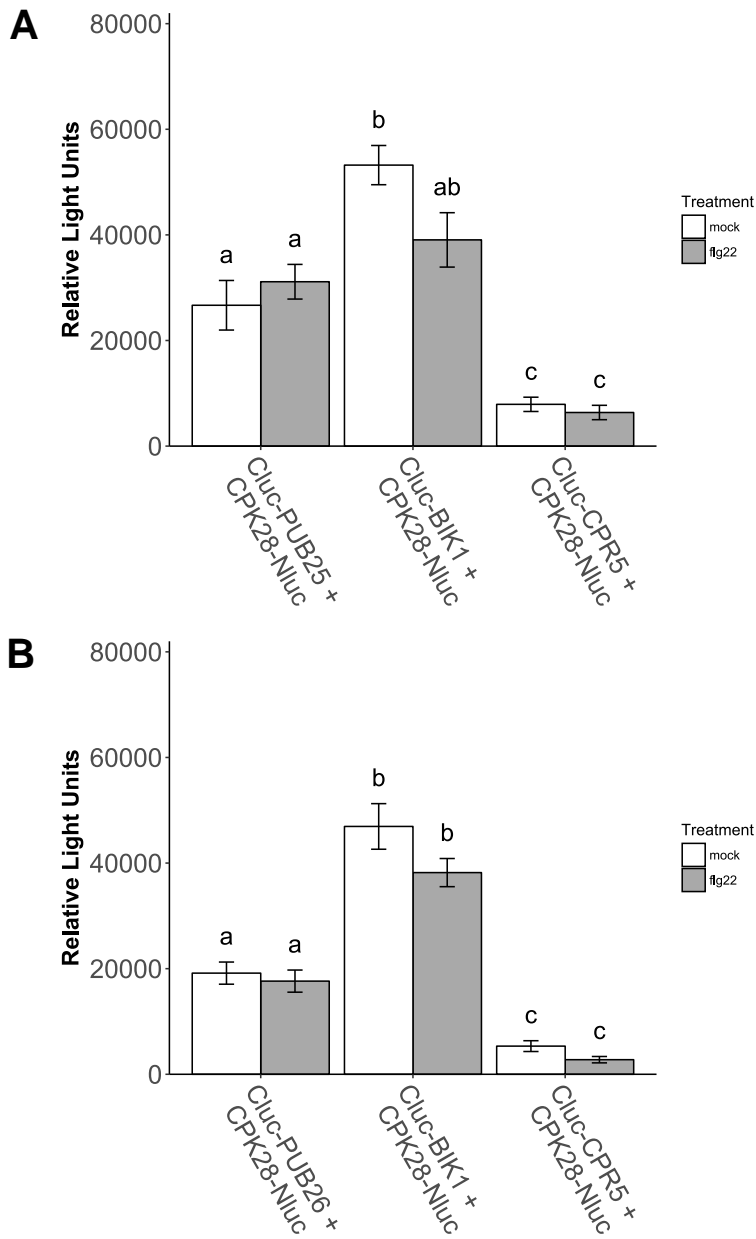 A
80000
60000
40000
20000
0
Relative Light Units
a
a
b
ab
c
c
Treatment
mock
flg22
Cluc-PUB25 +
CPK28-Nluc
Cluc-BIK1 +
CPK28-Nluc
Cluc-CPR5 +
CPK28-Nluc
B
80000
60000
40000
20000
0
Relative Light Units
a
a
b
b
c
c
Treatment
mock
flg22
Cluc-PUB26 +
CPK28-Nluc
Cluc-BIK1 +
CPK28-Nluc
Cluc-CPR5 +
CPK28-Nluc